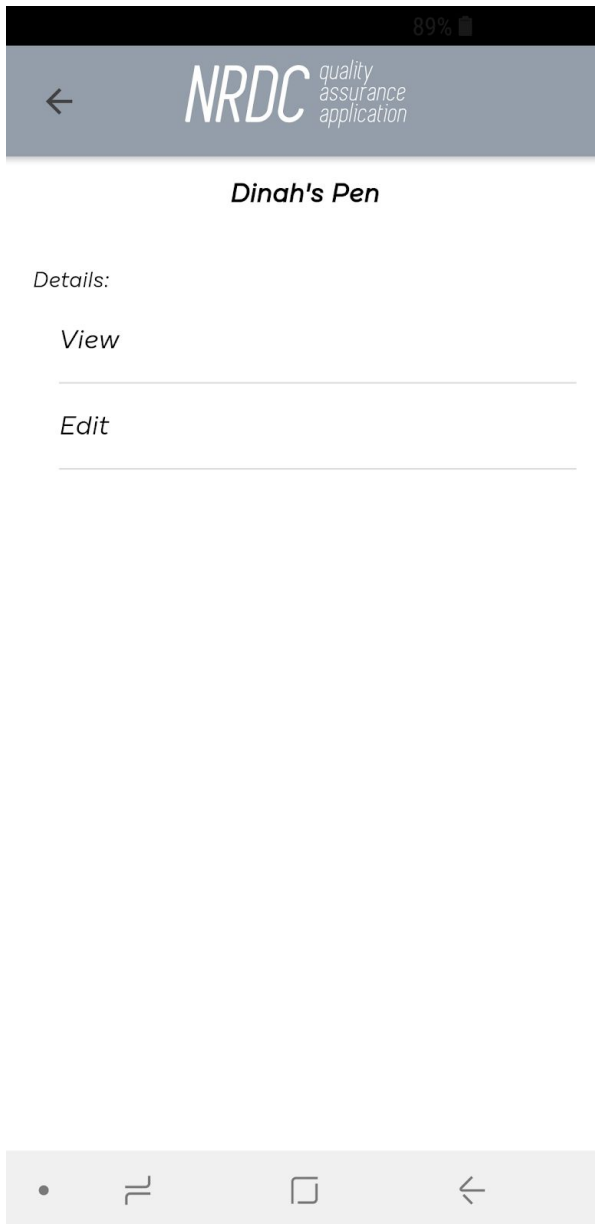 89%
NRDC
quality
assurance
application
Dinah's Pen
Details:
View
Edit